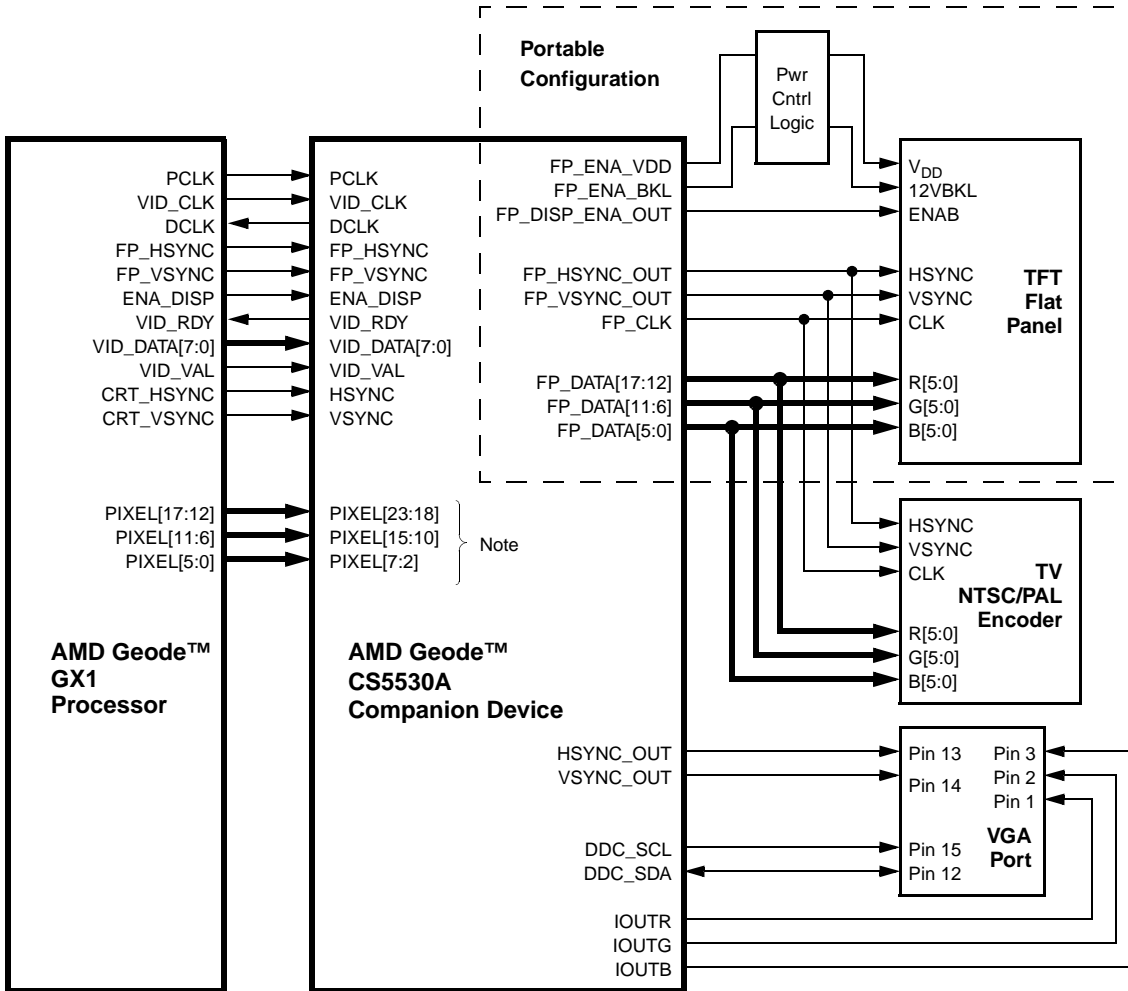 Portable
Configuration
Pwr
Cntrl
Logic
PCLK
VID_CLK
DCLK
FP_HSYNC
FP_VSYNC
ENA_DISP
VID_RDY
VID_DATA[7:0]
VID_VAL
CRT_HSYNC
CRT_VSYNC
PIXEL[17:12]
PIXEL[11:6]
PIXEL[5:0]
AMD Geode™
GX1
Processor
PCLK
VID_CLK
DCLK
FP_HSYNC
FP_VSYNC
ENA_DISP
VID_RDY
VID_DATA[7:0]
VID_VAL
HSYNC
VSYNC
PIXEL[23:18]
PIXEL[15:10]
PIXEL[7:2]
Note
AMD Geode™
CS5530A
Companion Device
FP_ENA_VDD
FP_ENA_BKL
FP_DISP_ENA_OUT
FP_HSYNC_OUT
FP_VSYNC_OUT
FP_CLK
FP_DATA[17:12]
FP_DATA[11:6]
FP_DATA[5:0]
HSYNC_OUT
VSYNC_OUT
DDC_SCL
DDC_SDA
IOUTR
IOUTG
IOUTB
VDD
12VBKL
ENAB
HSYNC
VSYNC
CLK
R[5:0]
G[5:0]
B[5:0]
TFT
Flat
Panel
HSYNC
VSYNC
CLK
R[5:0]
G[5:0]
B[5:0]
TV
NTSC/PAL
Encoder
Pin 13
Pin 14
Pin 15
Pin 12
Pin 3
Pin 2
Pin 1
VGA
Port